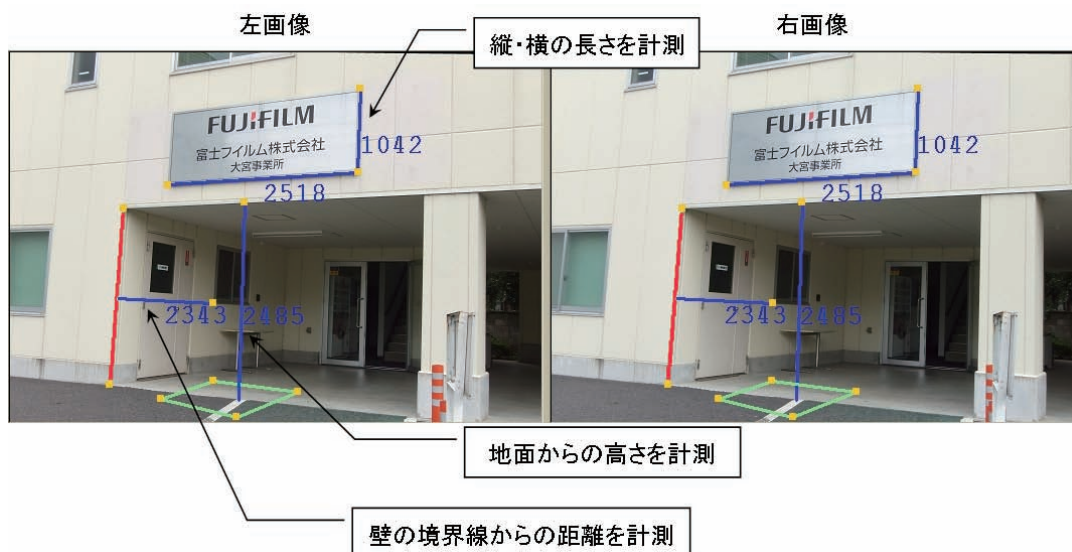 左画像
右画像
縦・横の長さを計測
FUJIFILM
富士フイルム株式会社
大宮事業所
1042
2518
2343
2485
FUJIFILM
富士フイルム株式会社
大宮事業所
1042
2518
2343
2485
地面からの高さを計測
壁の境界線からの距離を計測